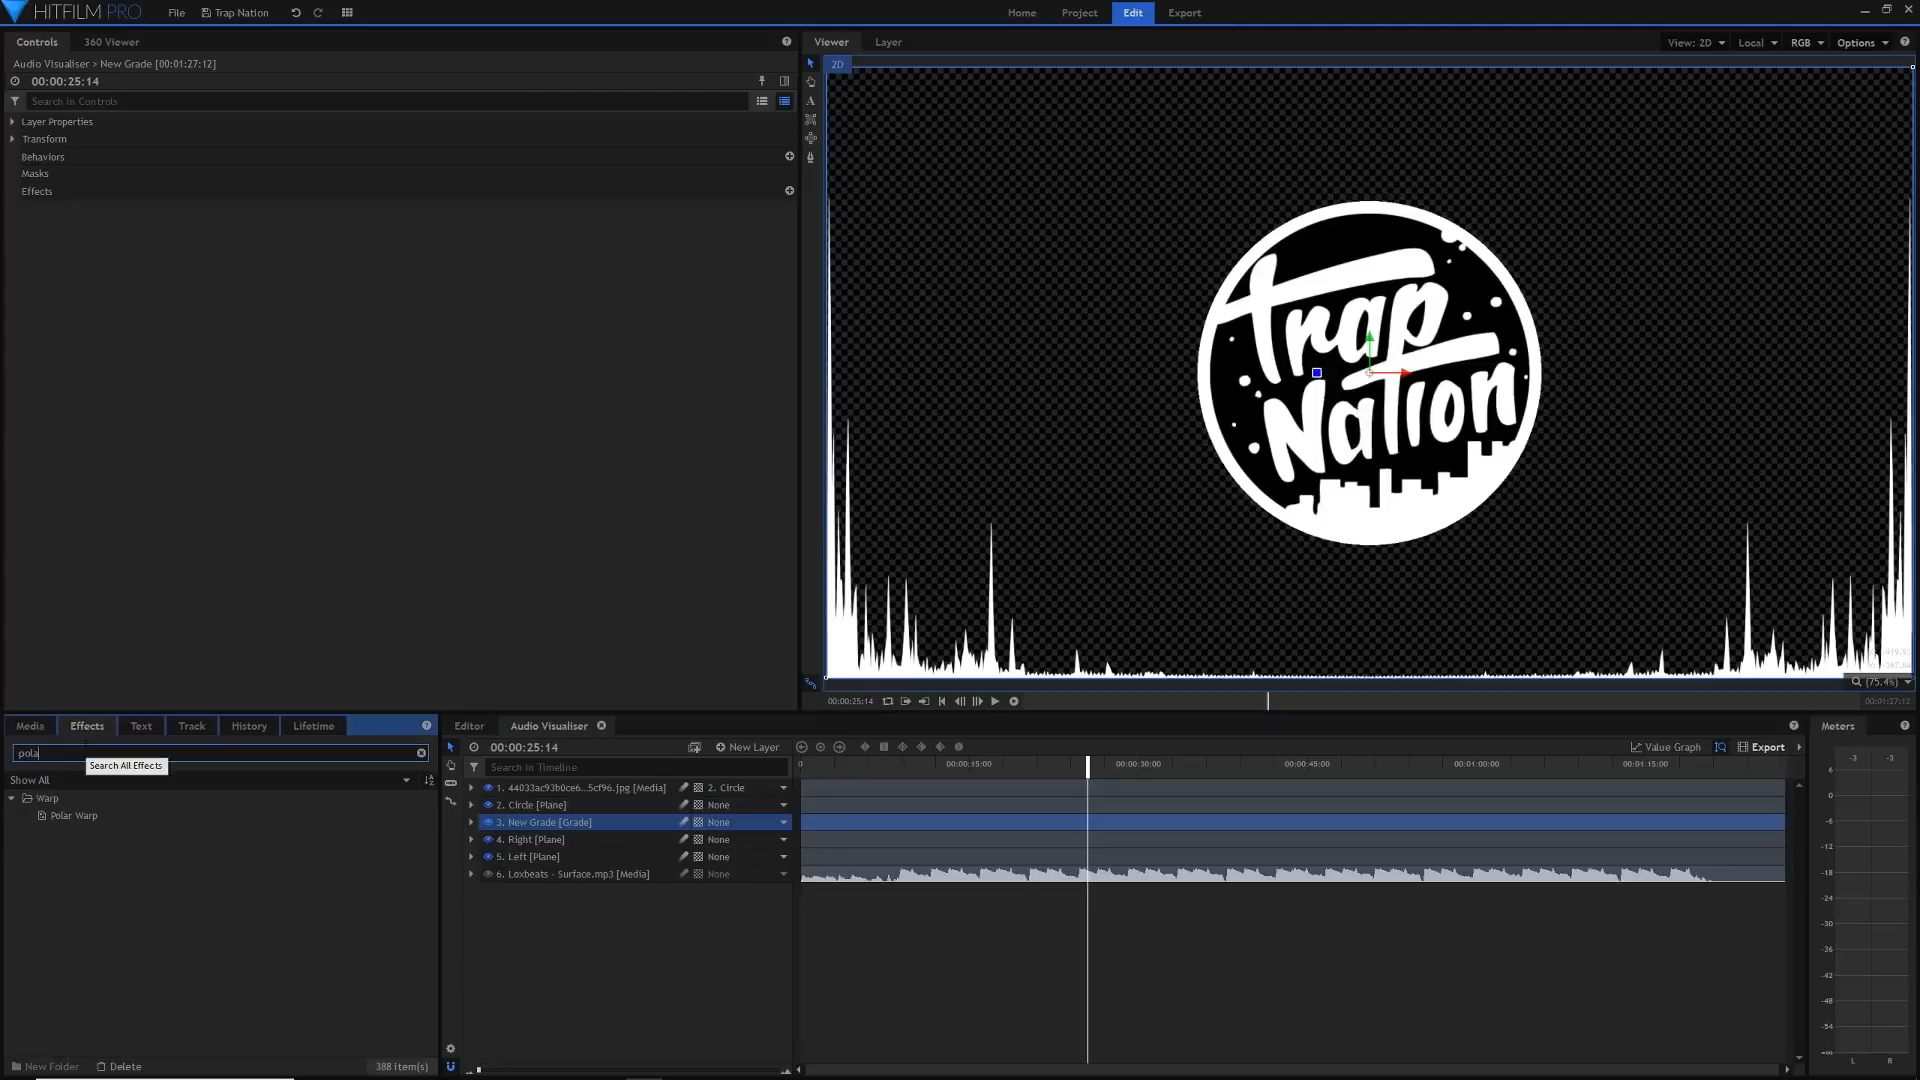 HITFILM PRO File Trap Nation Home Project Edit Export
Controls 360 Viewer
Viewer Layer View: 2D Local RGB Options
Audio Visualiser > New Grade [00:01:27:12]
2D
00:00:25:14
Search in Controls
Layer Properties
Transform
Behaviors
Masks
Effects
Trap
Nation
(75.4%)
00:00:25:14 00:01:27:12
Media Effects Text Track History Lifetime
Editor Audio Visualiser
Meters
pola
Search All Effects
Show All
Warp
Polar Warp
New Folder Delete 388 item(s)
00:00:25:14 New Layer Value Graph Export
Search in Timeline
0 00:00:15:00 00:00:30:00 00:00:45:00 00:01:00:00 00:01:15:00
1. 44033ac93b0ce6...5cf96.jpg [Media] 2. Circle
2. Circle [Plane] None
3. New Grade [Grade] None
4. Right [Plane] None
5. Left [Plane] None
6. Loxbeats - Surface.mp3 [Media] None
-3 -3
6
0
-6
-12
-18
-24
-30
-36
-42
-48
-54
-∞
L R